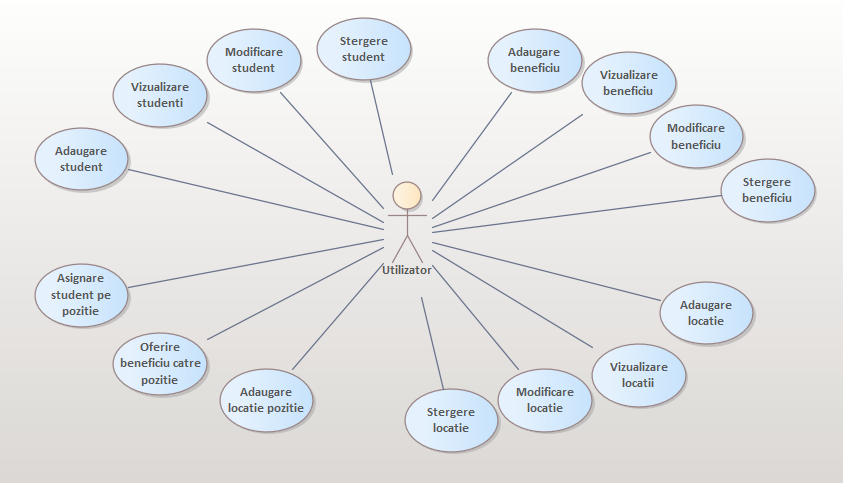 Stergere
student
Modificare
student
Vizualizare
studenti
Adaugare
student
Adaugare
beneficiu
Vizualizare
beneficiu
Modificare
beneficiu
Stergere
beneficiu
Utilizator
Asignare
student pe
pozitie
Oferire
beneficiu catre
pozitie
Adaugare
locatie pozitie
Stergere
locatie
Modificare
locatie
Vizualizare
locatii
Adaugare
locatie